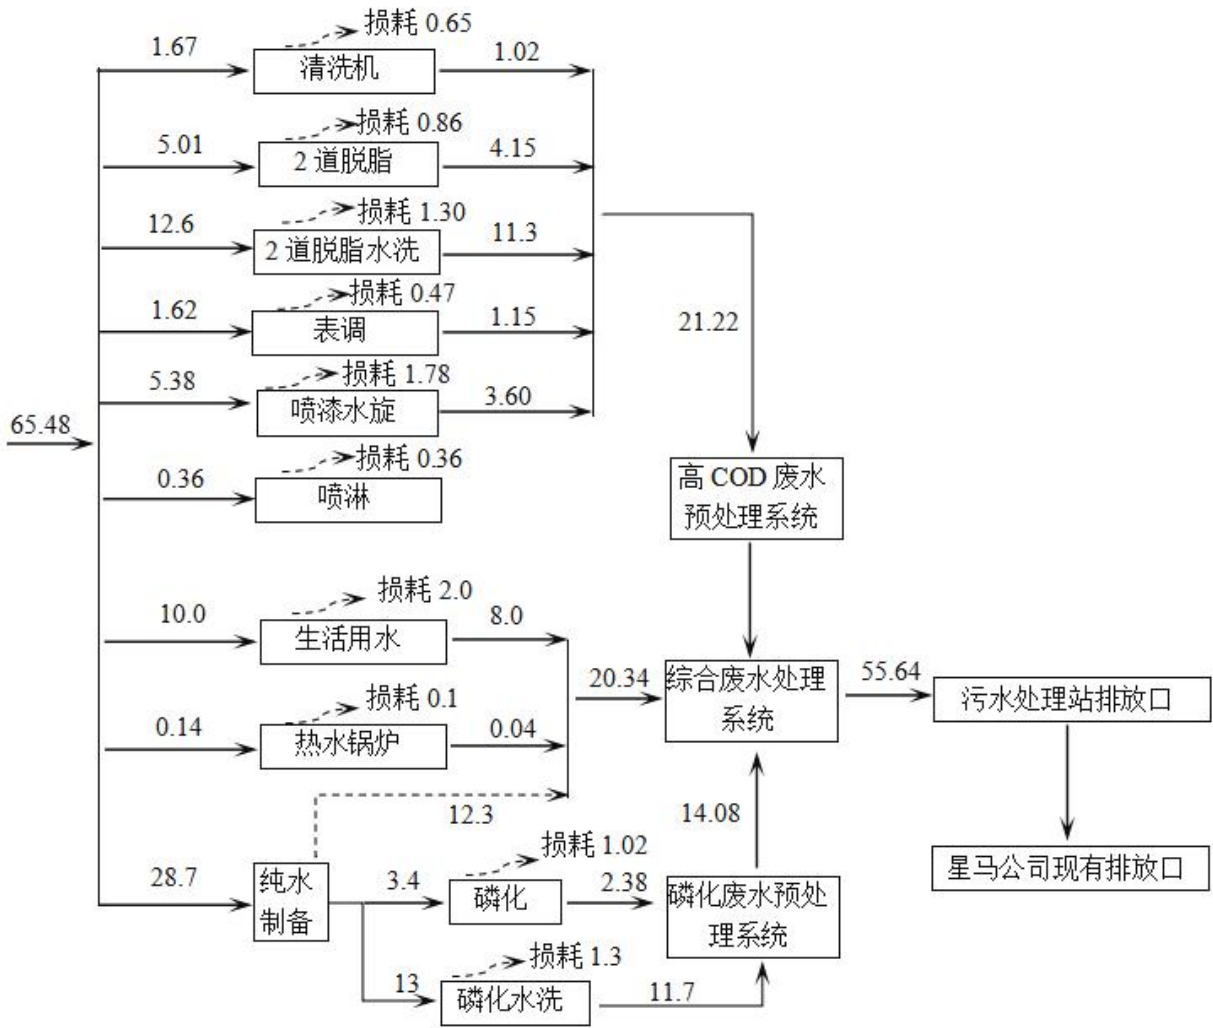 损耗 0.65
1.67
清洗机
1.02
损耗 0.86
5.01
2 道脱脂
4.15
损耗 1.30
12.6
2 道脱脂水洗
11.3
损耗 0.47
1.62
表调
1.15
21.22
损耗 1.78
5.38
喷漆水旋
3.60
65.48
损耗 0.36
0.36
喷淋
高 COD 废水
预处理系统
损耗 2.0
10.0
生活用水
8.0
20.34
综合废水处理
系统
55.64
污水处理站排放口
损耗 0.1
0.14
热水锅炉
0.04
12.3
14.08
星马公司现有排放口
28.7
纯水
制备
损耗 1.02
3.4
磷化
2.38
磷化废水预处
理系统
损耗 1.3
13
磷化水洗
11.7